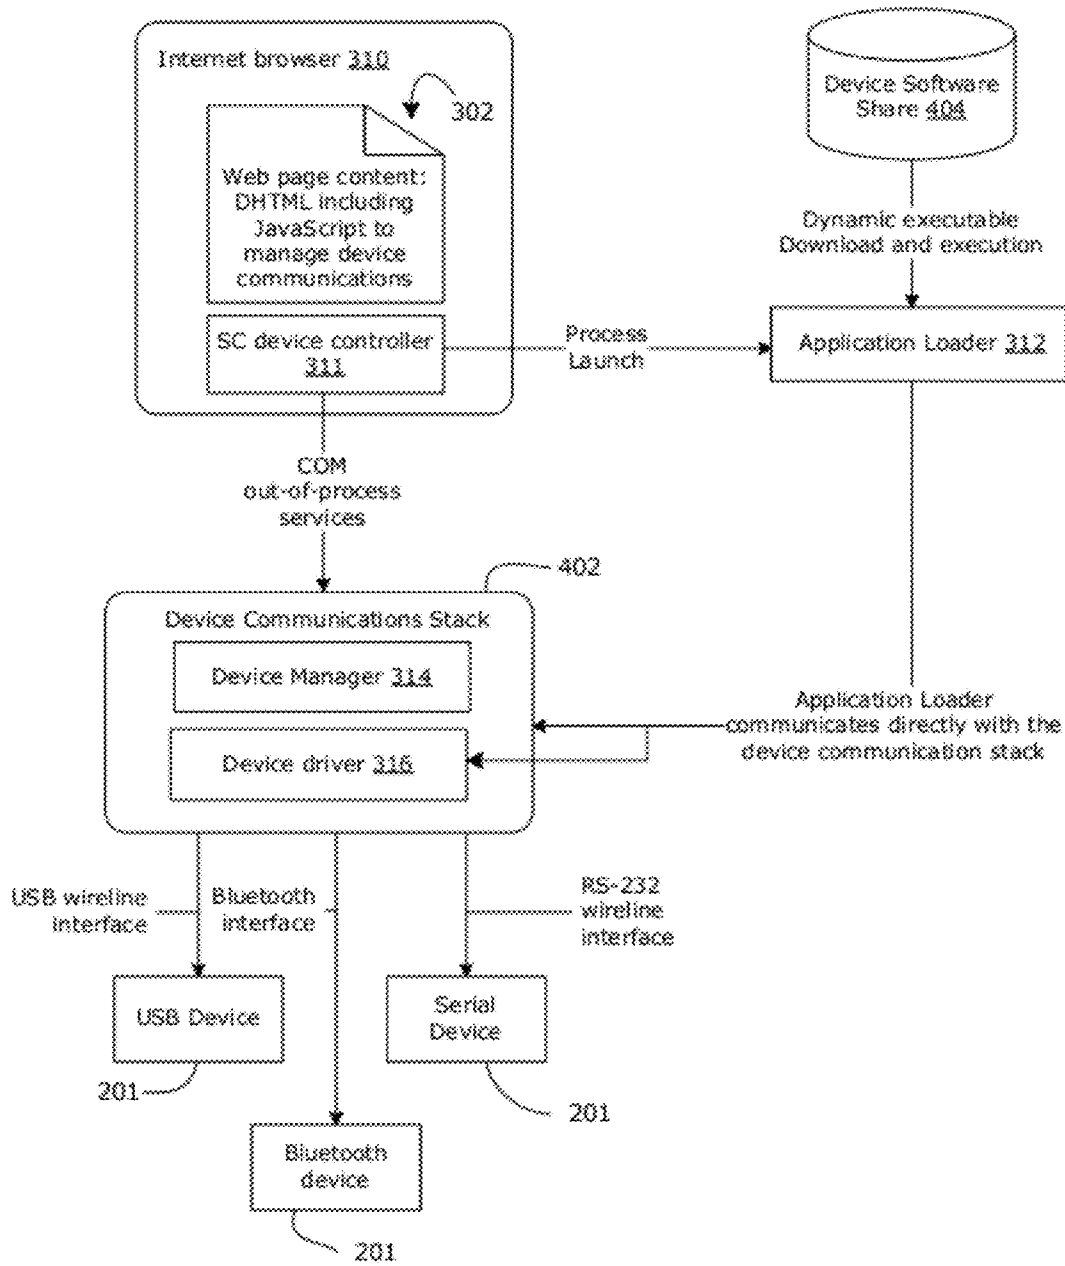 Internet browser 310
302
Web page content:
DHTML including
JavaScript to
manage device
communications
SC device controller
311
Device Software
Share 404
Dynamic executable
Download and execution
Process
Launch
Application Loader 312
COM
out-of-process
services
402
Device Communications Stack
Device Manager 314
Device driver 316
Application Loader
communicates directly with the
device communication stack
USB wireline
interface
Bluetooth
interface
RS-232
wireline
interface
USB Device
201
Serial
Device
201
Bluetooth
device
201